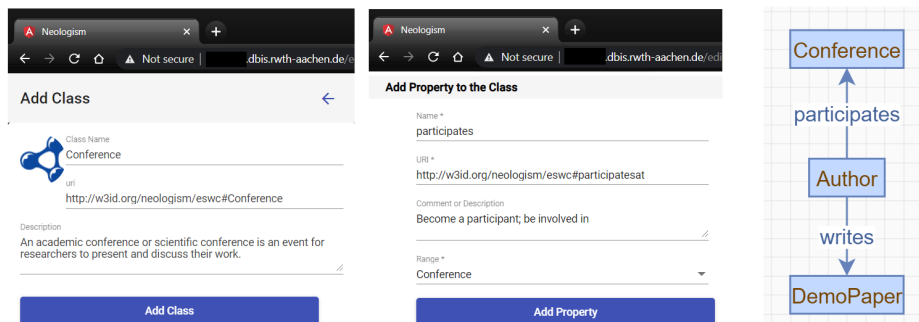 Neologism
Not secure | .dbis.rwth-aachen.de/e
Add Class
Class Name
Conference
uri
http://w3id.org/neologism/eswc#Conference
Description
An academic conference or scientific conference is an event for
researchers to present and discuss their work.
Add Class
Neologism
Not secure | .dbis.rwth-aachen.de/edi
Add Property to the Class
Name *
participates
URI *
http://w3id.org/neologism/eswc#participatesat
Comment or Description
Become a participant; be involved in
Range *
Conference
Add Property
Conference
participates
Author
writes
DemoPaper